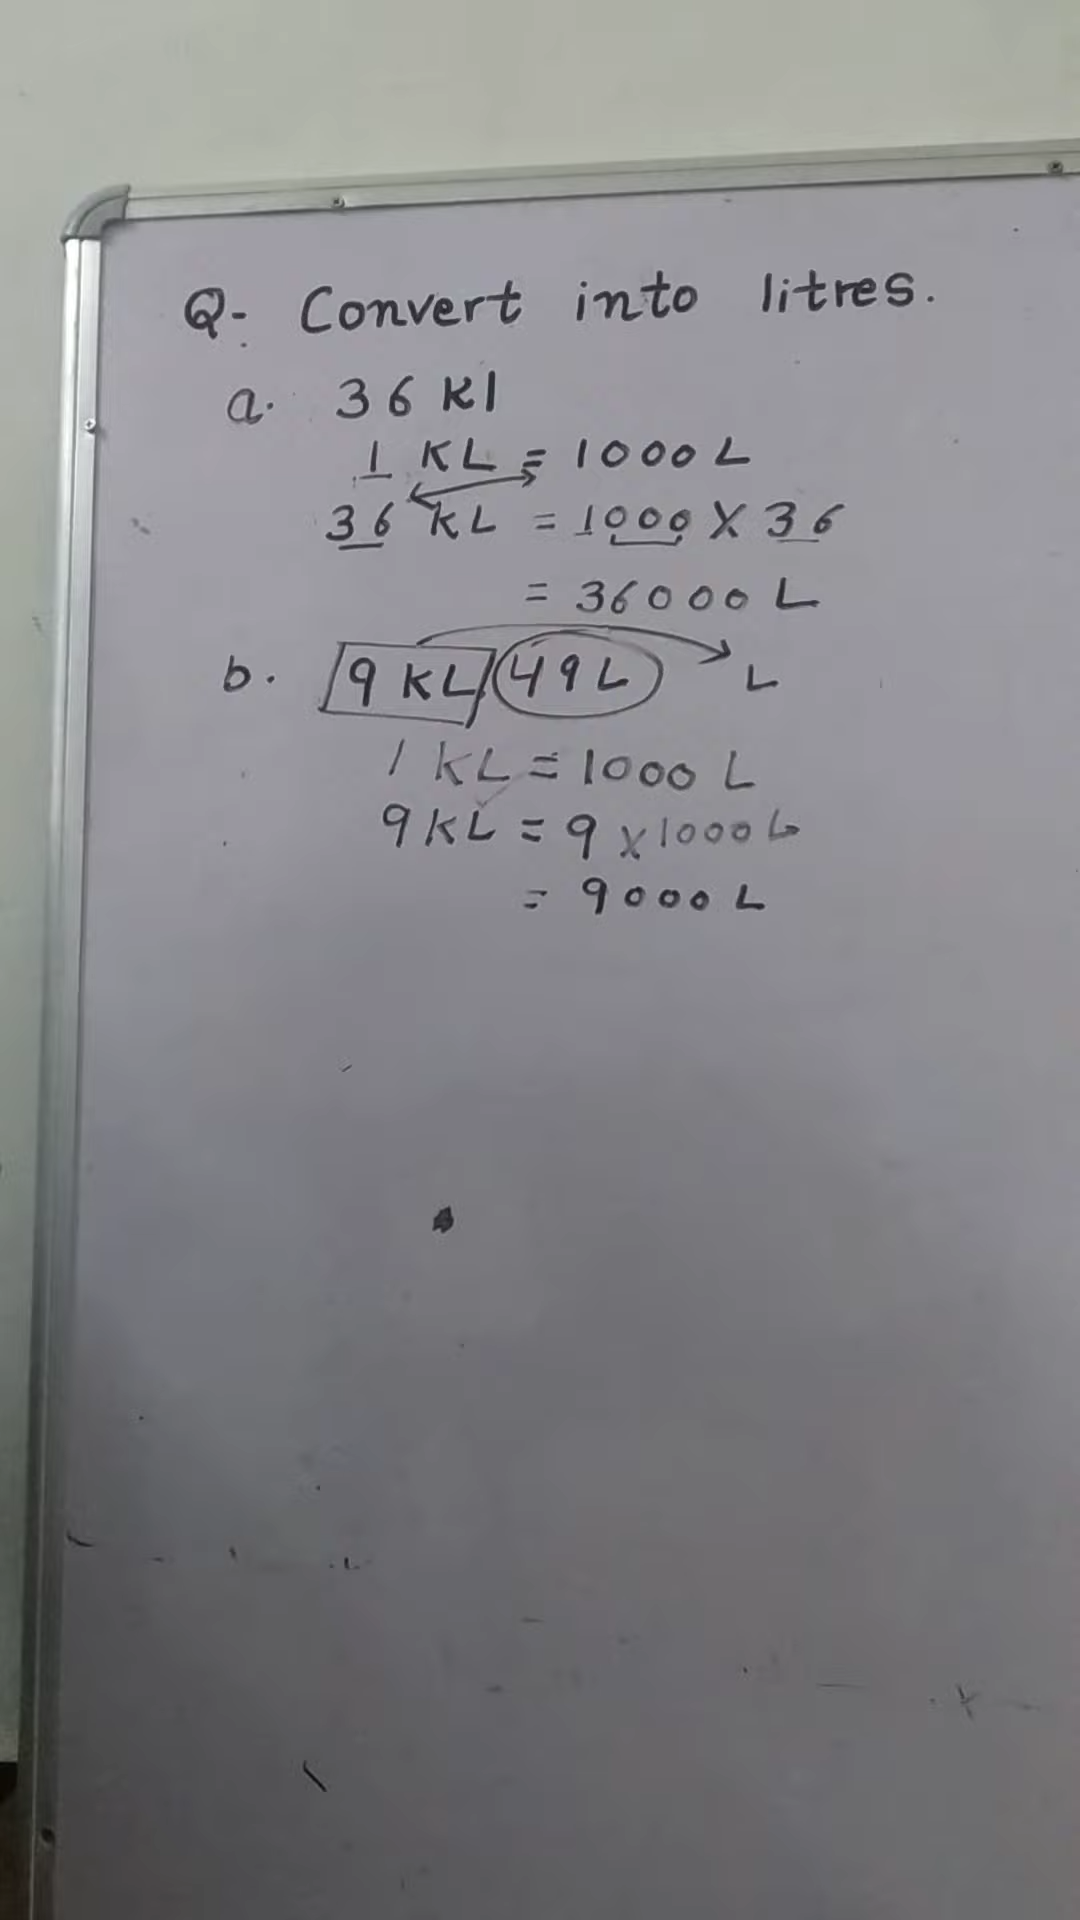 Q- Convert into litres.
a. 36 Kl
1 KL = 1000 L
36 KL = 1000 X 36
= 36000 L
b. 9 KL 49 L L
1 KL = 1000 L
9 KL = 9 x 1000 L
= 9000 L